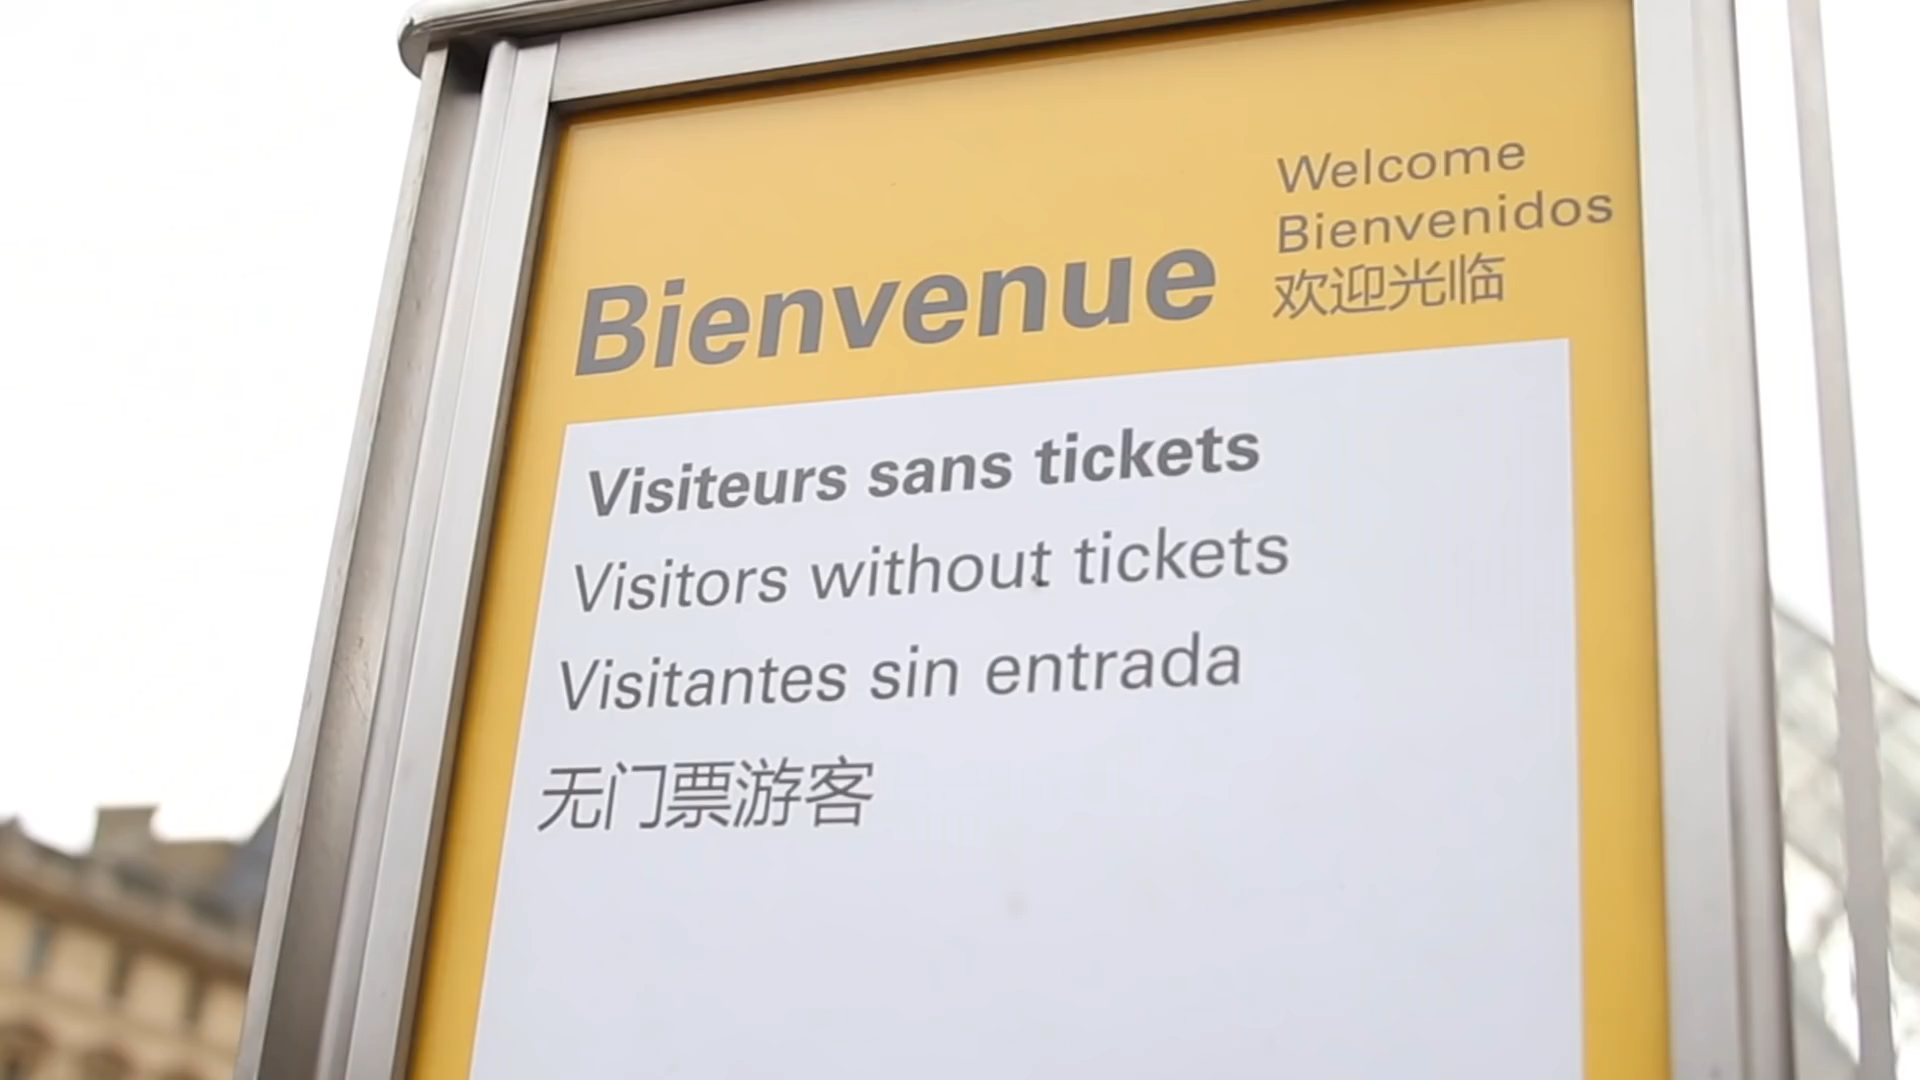 Bienvenue
Welcome
Bienvenidos
欢迎光临
Visiteurs sans tickets
Visitors without tickets
Visitantes sin entrada
无门票游客